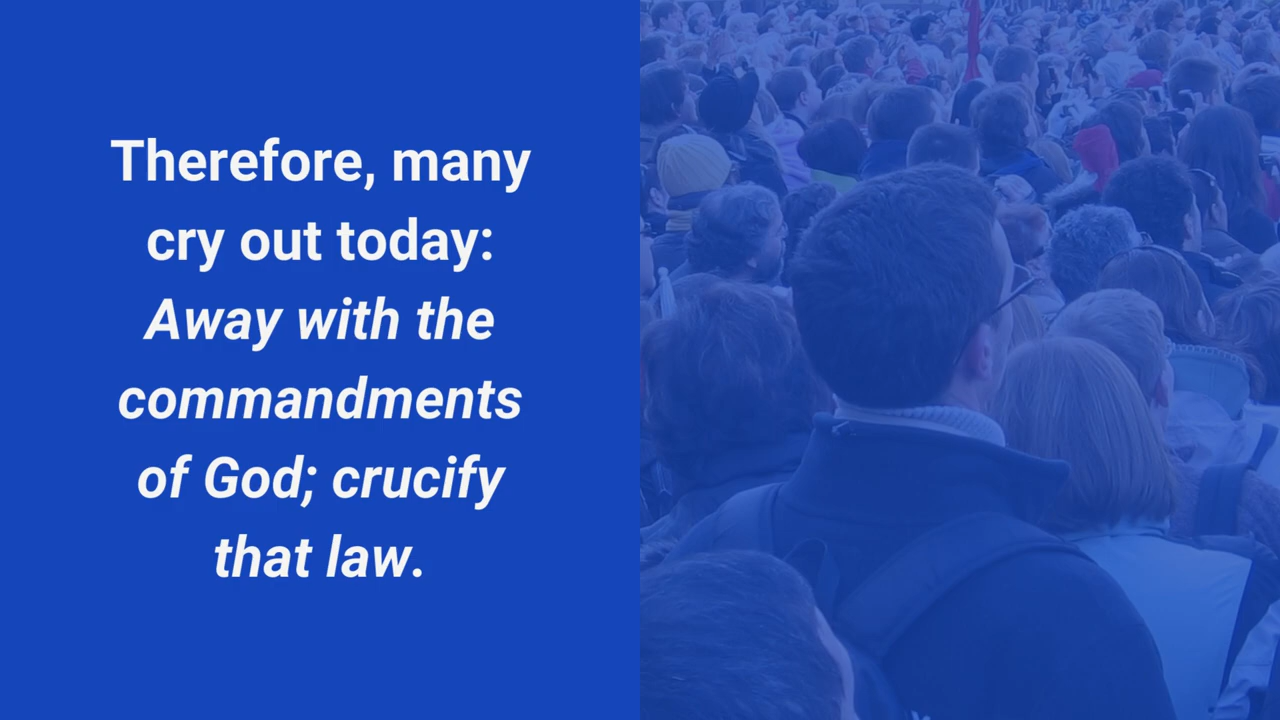 Therefore, many
cry out today:
Away with the
commandments
of God; crucify
that law.